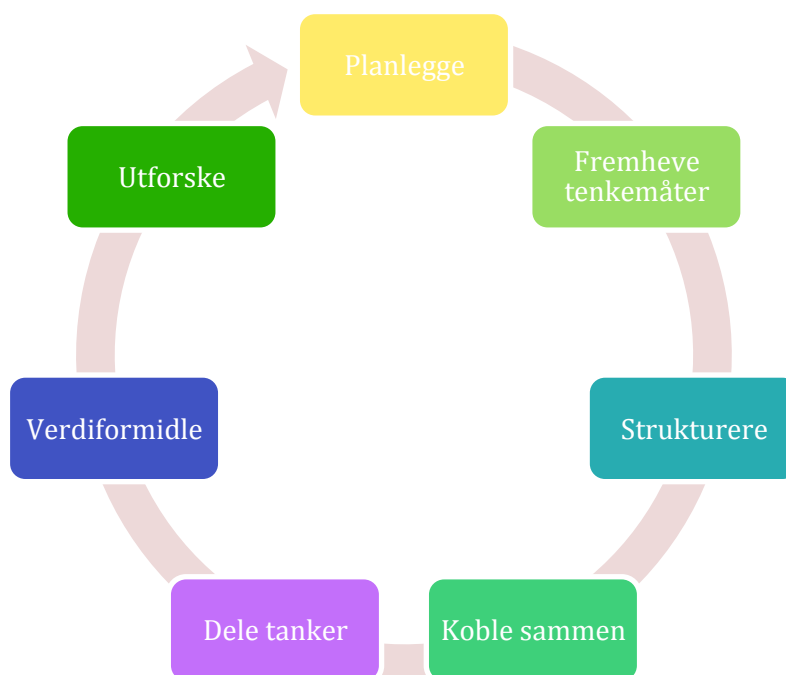 Planlegge
Fremheve
tenkemåter
Strukturere
Koble sammen
Dele tanker
Verdiformidle
Utforske